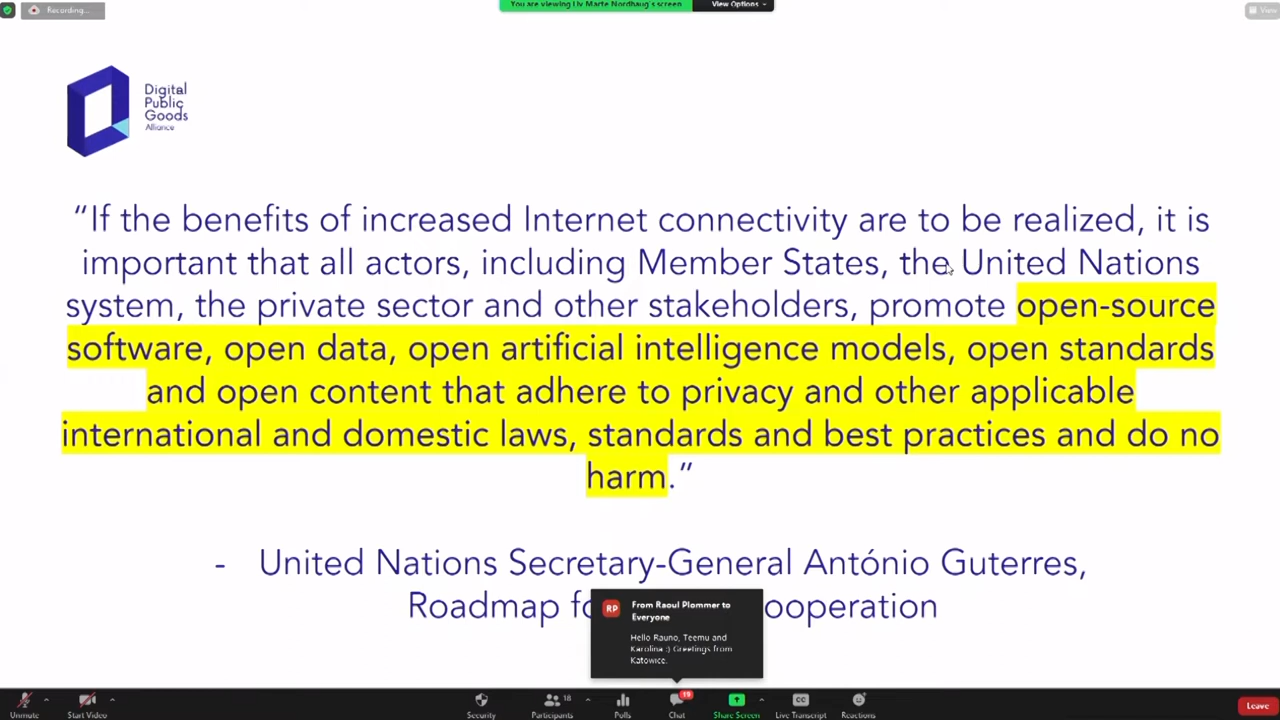 Recording...
You are viewing Liv Marte Nordhaug's screen
View Options
View
Digital
Public
Goods
Alliance
“If the benefits of increased Internet connectivity are to be realized, it is
important that all actors, including Member States, the United Nations
system, the private sector and other stakeholders, promote open-source
software, open data, open artificial intelligence models, open standards
and open content that adhere to privacy and other applicable
international and domestic laws, standards and best practices and do no
harm.”
- United Nations Secretary-General António Guterres,
Roadmap fo
ooperation
RP
From Raoul Plommer to
Everyone
Hello Rauno, Teemu and
Karolina :) Greetings from
Katowice.
Unmute
Start Video
Security
Participants
18
Polls
Chat
19
Share Screen
Live Transcript
CC
Reactions
Leave